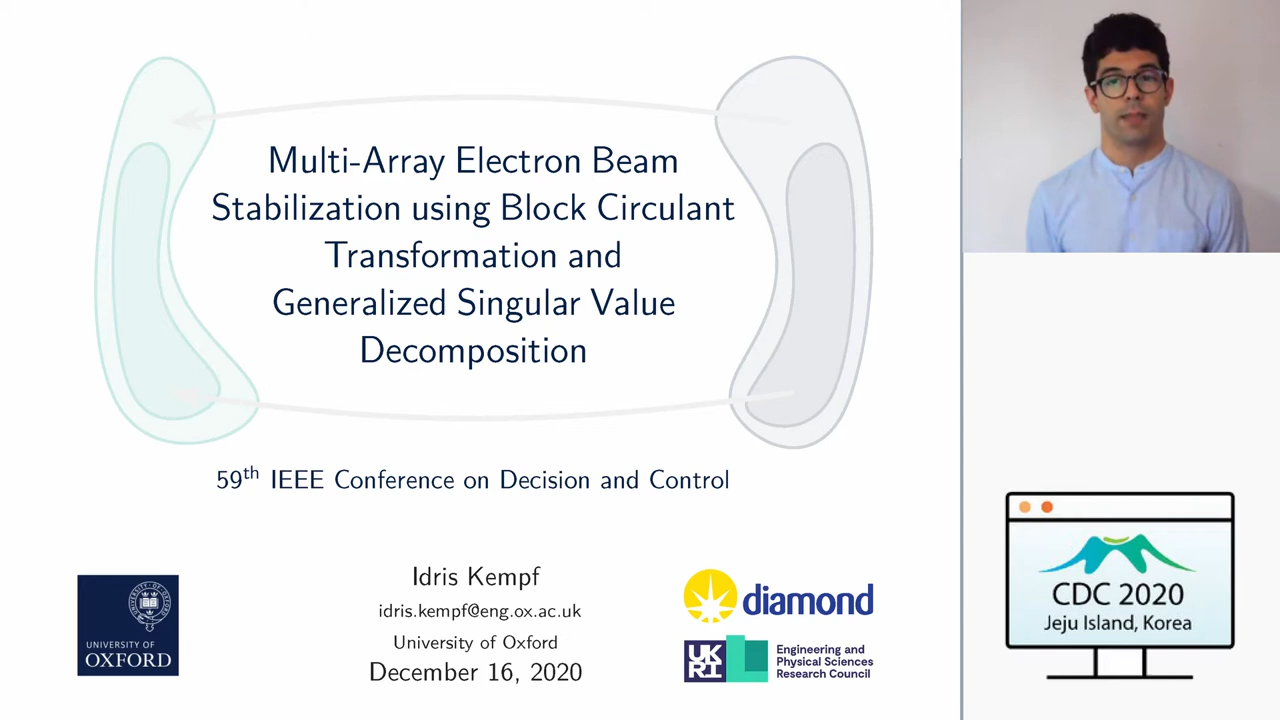 Multi-Array Electron Beam
Stabilization using Block Circulant
Transformation and
Generalized Singular Value
Decomposition
59th IEEE Conference on Decision and Control
Idris Kempf
idris.kempf@eng.ox.ac.uk
University of Oxford
December 16, 2020
UNIVERSITY OF
OXFORD
diamond
UK
RI
Engineering and
Physical Sciences
Research Council
CDC 2020
Jeju Island, Korea